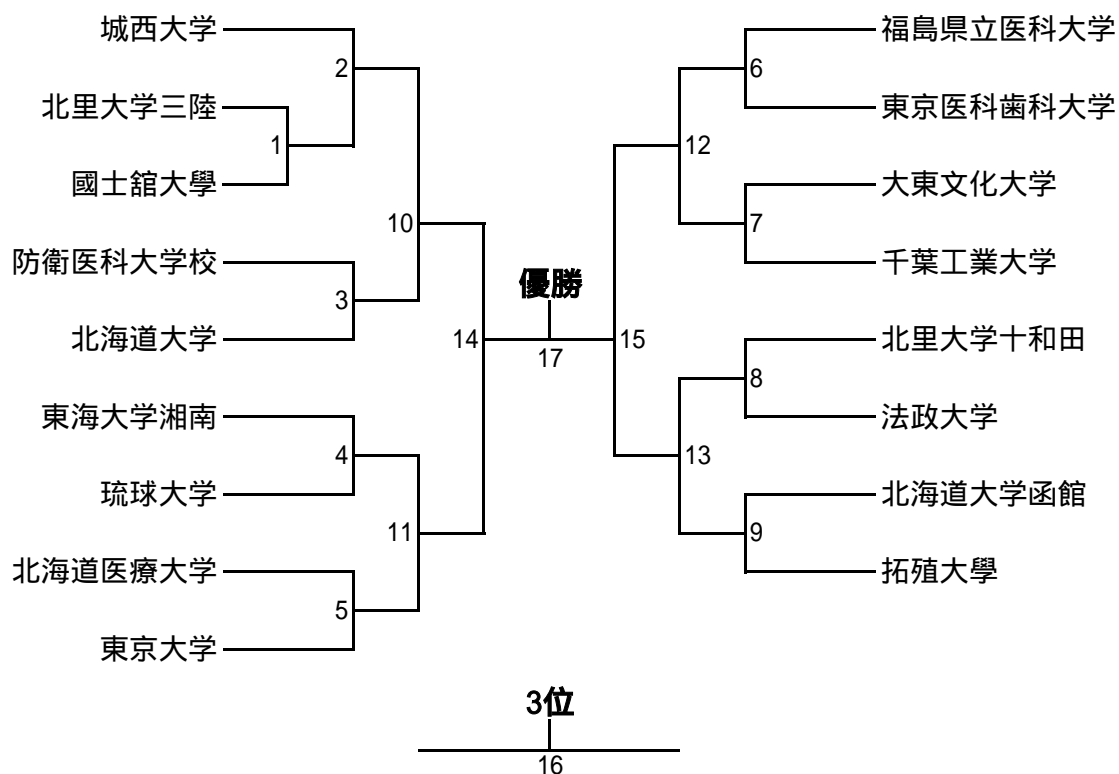 城西大学
2
北里大学三陸
1
國士舘大學
10
防衛医科大学校
3
北海道大学
14
東海大学湘南
4
琉球大学
11
北海道医療大学
5
東京大学
優勝
17
福島県立医科大学
6
東京医科歯科大学
12
大東文化大学
7
千葉工業大学
15
北里大学十和田
8
法政大学
13
北海道大学函館
9
拓殖大學
3位
16